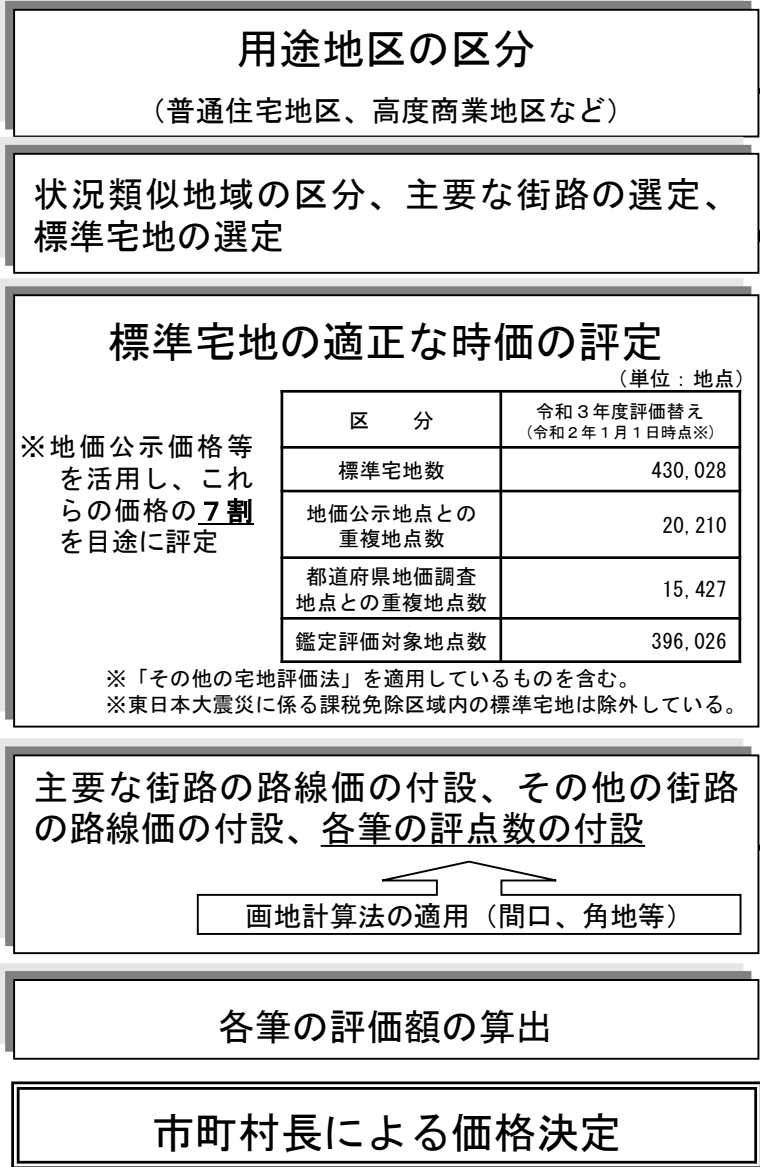 用途地区の区分
（普通住宅地区、高度商業地区など）
状況類似地域の区分、主要な街路の選定、
標準宅地の選定
標準宅地の適正な時価の評定
（単位：地点）
※地価公示価格等
を活用し、これ
らの価格の７割
を目途に評定
区　分
令和３年度評価替え
（令和２年１月１日時点※）
標準宅地数
430,028
地価公示地点との
重複地点数
20,210
都道府県地価調査
地点との重複地点数
15,427
鑑定評価対象地点数
396,026
※「その他の宅地評価法」を適用しているものを含む。
※東日本大震災に係る課税免除区域内の標準宅地は除外している。
主要な街路の路線価の付設、その他の街路
の路線価の付設、各筆の評点数の付設
画地計算法の適用（間口、角地等）
各筆の評価額の算出
市町村長による価格決定